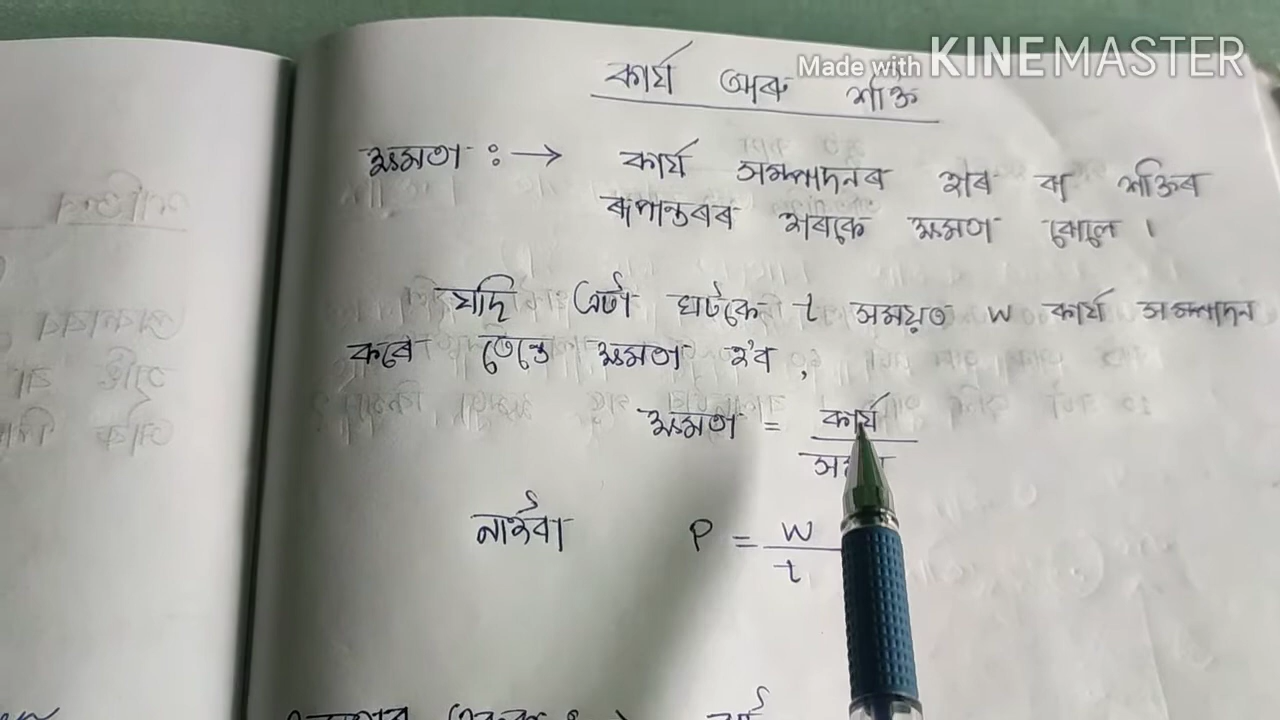 Made with KINEMASTER
কাৰ্য আৰু শক্তি
ক্ষমতা :→ কাৰ্য সম্পাদনৰ হাৰ বা শক্তিৰ
ৰূপান্তৰৰ হাৰকে ক্ষমতা বোলে ।
যদি এটা ঘটকে t সময়ত W কাৰ্য সম্পাদন
কৰে তেন্তে ক্ষমতা হ'ব ,
ক্ষমতা = কাৰ্য
নাইবা P = W
t